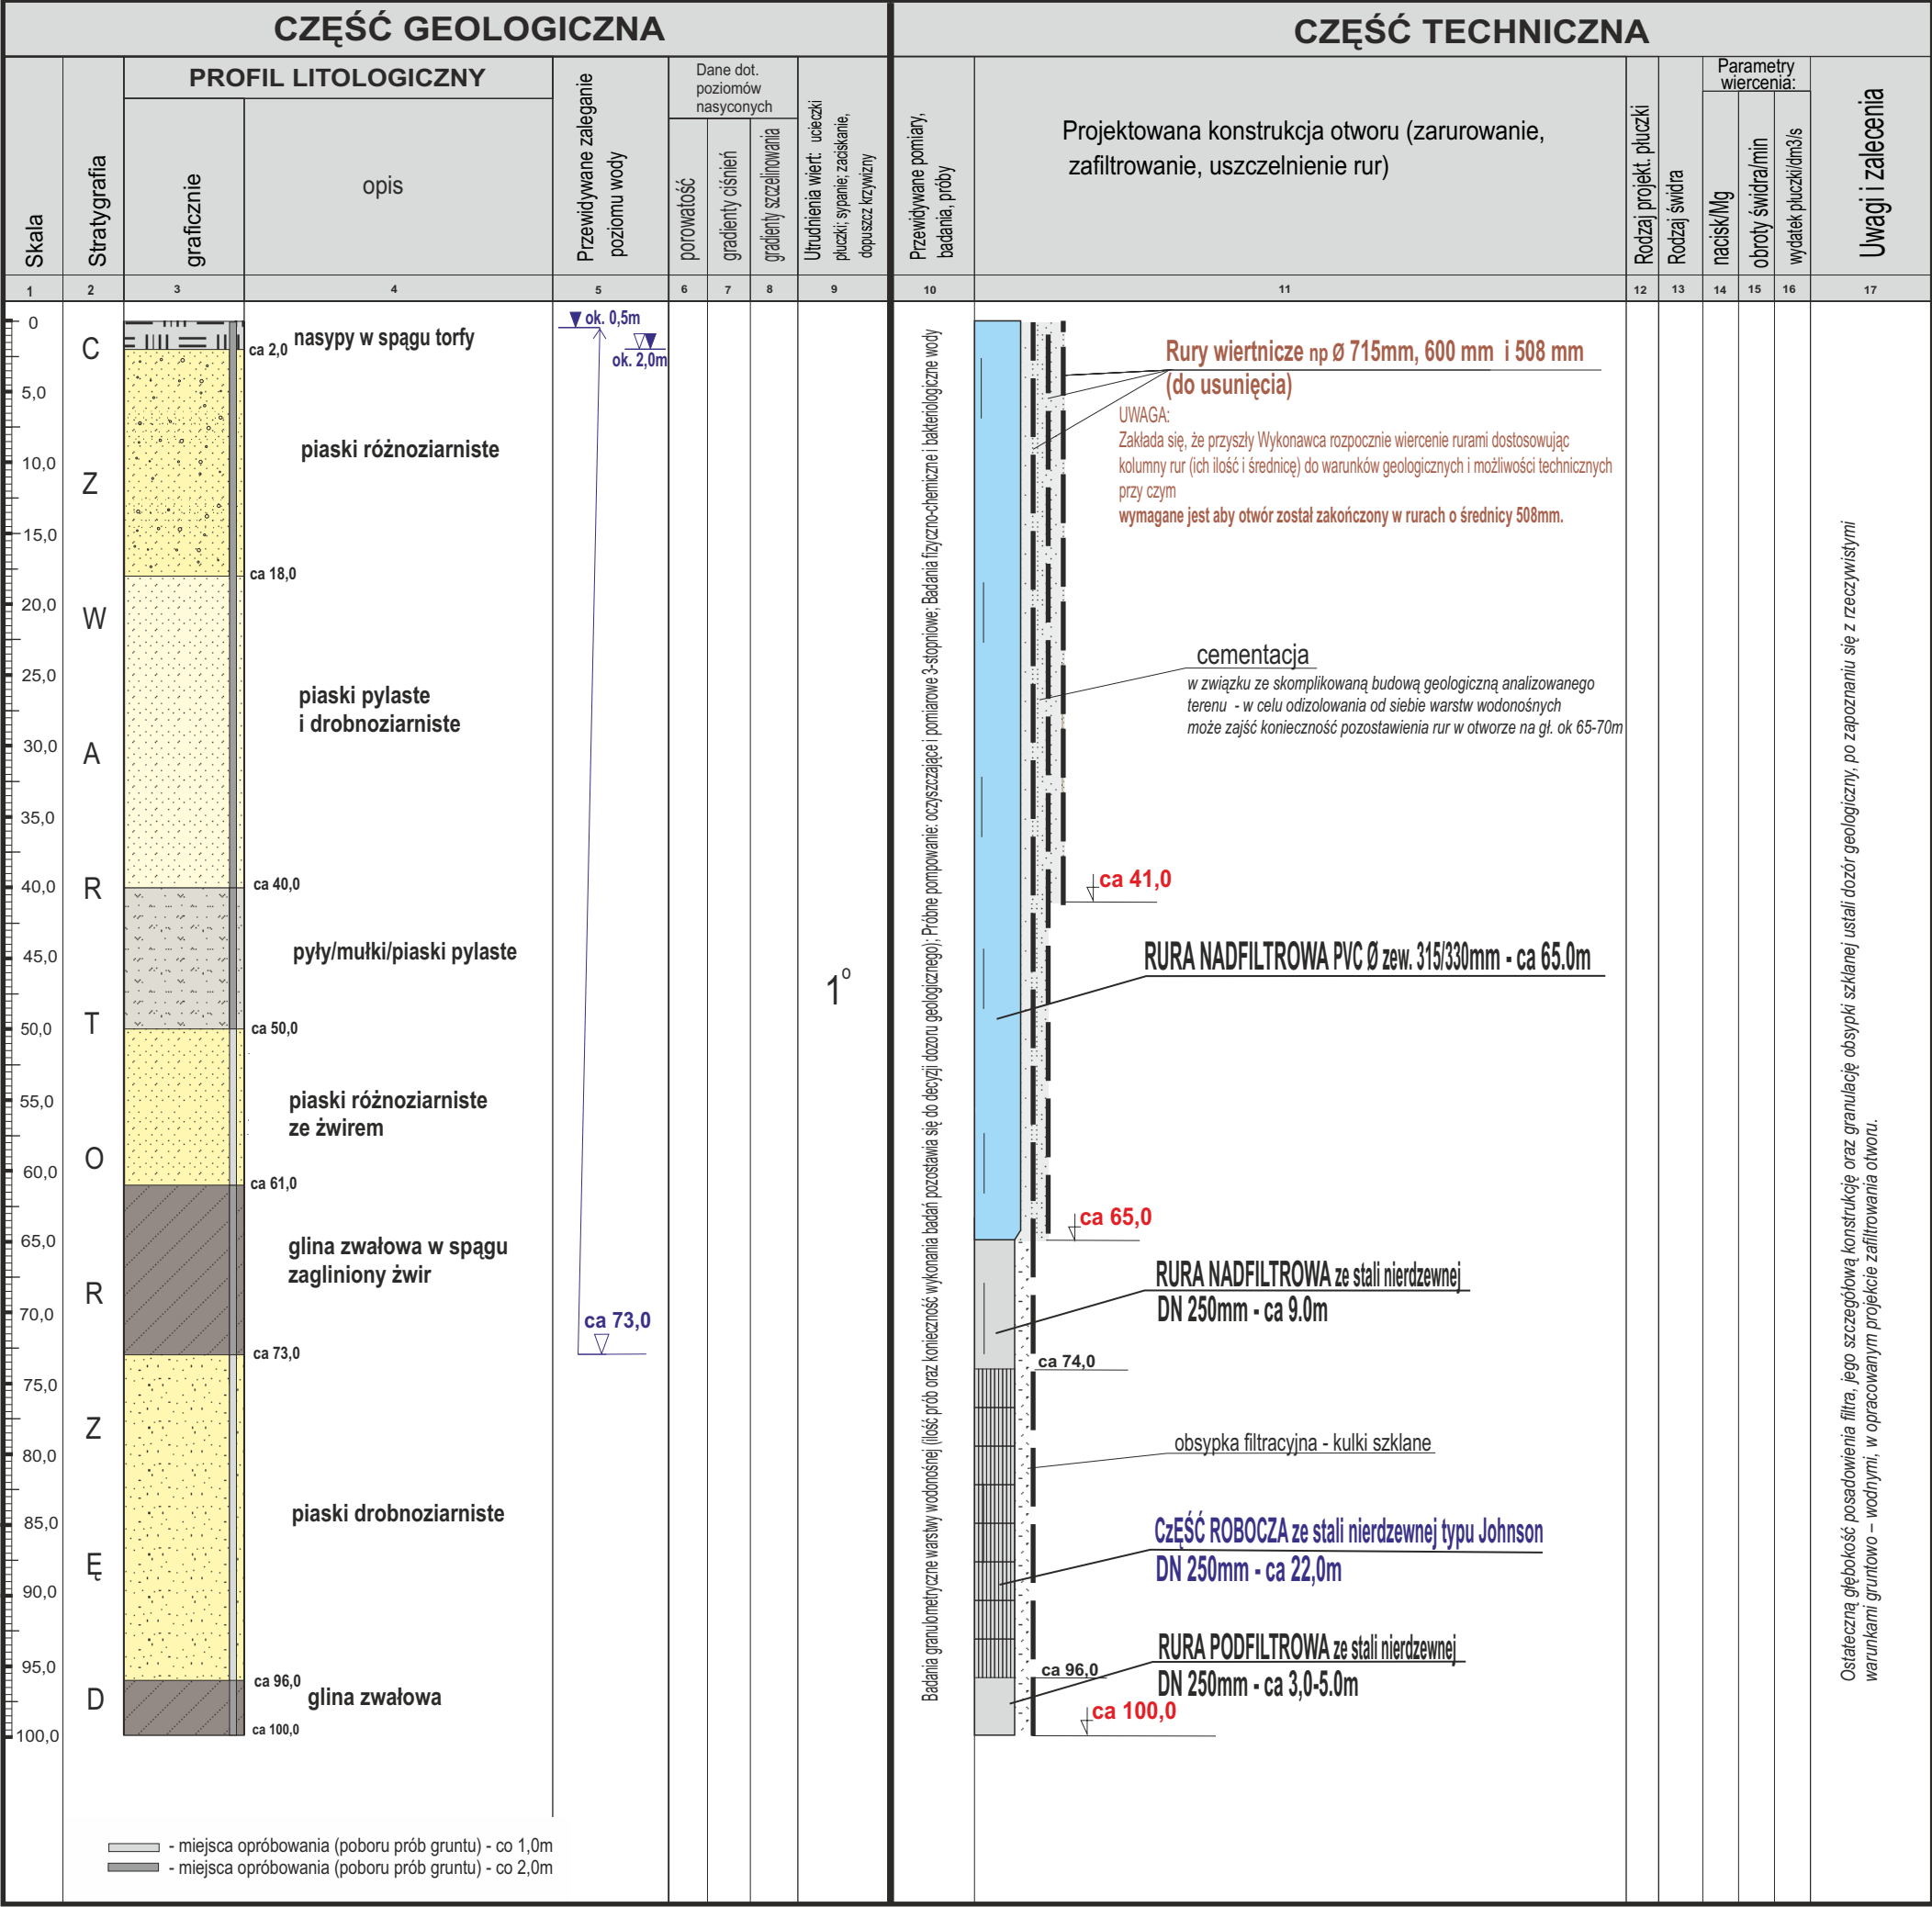 CZĘŚĆ GEOLOGICZNA
CZĘŚĆ TECHNICZNA
Skala
Stratygrafia
PROFIL LITOLOGICZNY
graficznie
opis
Przewidywane zaleganie
poziomu wody
Dane dot.
poziomów
nasyconych
porowatość
gradienty ciśnień
gradienty szczelinowania
Utrudnienia wiert: ucieczki
płuczki; sypanie; zaciskanie,
dopuszcz krzywizny
Przewidywane pomiary,
badania, próby
Projektowana konstrukcja otworu (zarurowanie,
zafiltrowanie, uszczelnienie rur)
Rodzaj projekt. płuczki
Rodzaj świdra
Parametry
wiercenia:
nacisk/Mg
obroty świdra/min
wydatek płuczki/dm3/s
Uwagi i zalecenia
1 2 3 4 5 6 7 8 9 10 11 12 13 14 15 16 17
0
5,0
10,0
15,0
20,0
25,0
30,0
35,0
40,0
45,0
50,0
55,0
60,0
65,0
70,0
75,0
80,0
85,0
90,0
95,0
100,0
C
Z
W
A
R
T
O
R
Z
Ę
D
ca 2,0
nasypy w spągu torfy
piaski różnoziarniste
ca 18,0
piaski pylaste
i drobnoziarniste
ca 40,0
pyły/mułki/piaski pylaste
ca 50,0
piaski różnoziarniste
ze żwirem
ca 61,0
glina zwałowa w spągu
zagliniony żwir
ca 73,0
piaski drobnoziarniste
ca 96,0
glina zwałowa
ca 100,0
ok. 0,5m
ok. 2,0m
ca 73,0
1°
Badania granulometryczne warstwy wodonośnej (ilość prób oraz konieczność wykonania badań pozostawia się do decyzji dozoru geologicznego); Próbne pompowanie: oczyszczające i pomiarowe 3-stopniowe; Badania fizyczno-chemiczne i bakteriologiczne wody
Rury wiertnicze np Ø 715mm, 600 mm i 508 mm
(do usunięcia)
UWAGA:
Zakłada się, że przyszły Wykonawca rozpocznie wiercenie rurami dostosowując
kolumny rur (ich ilość i średnicę) do warunków geologicznych i możliwości technicznych
przy czym
wymagane jest aby otwór został zakończony w rurach o średnicy 508mm.
cementacja
w związku ze skomplikowaną budową geologiczną analizowanego
terenu - w celu odizolowania od siebie warstw wodonośnych
może zajść konieczność pozostawienia rur w otworze na gł. ok 65-70m
ca 41,0
RURA NADFILTROWA PVC Ø zew. 315/330mm - ca 65.0m
ca 65,0
RURA NADFILTROWA ze stali nierdzewnej
DN 250mm - ca 9.0m
ca 74,0
obsypka filtracyjna - kulki szklane
CzĘŚĆ ROBOCZA ze stali nierdzewnej typu Johnson
DN 250mm - ca 22,0m
RURA PODFILTROWA ze stali nierdzewnej
ca 96,0
DN 250mm - ca 3,0-5.0m
ca 100,0
Ostateczną głębokość posadowienia filtra, jego szczegółową konstrukcję oraz granulację obsypki szklanej ustali dozór geologiczny, po zapoznaniu się z rzeczywistymi
warunkami gruntowo – wodnymi, w opracowanym projekcie zafiltrowania otworu.
- miejsca opróbowania (poboru prób gruntu) - co 1,0m
- miejsca opróbowania (poboru prób gruntu) - co 2,0m